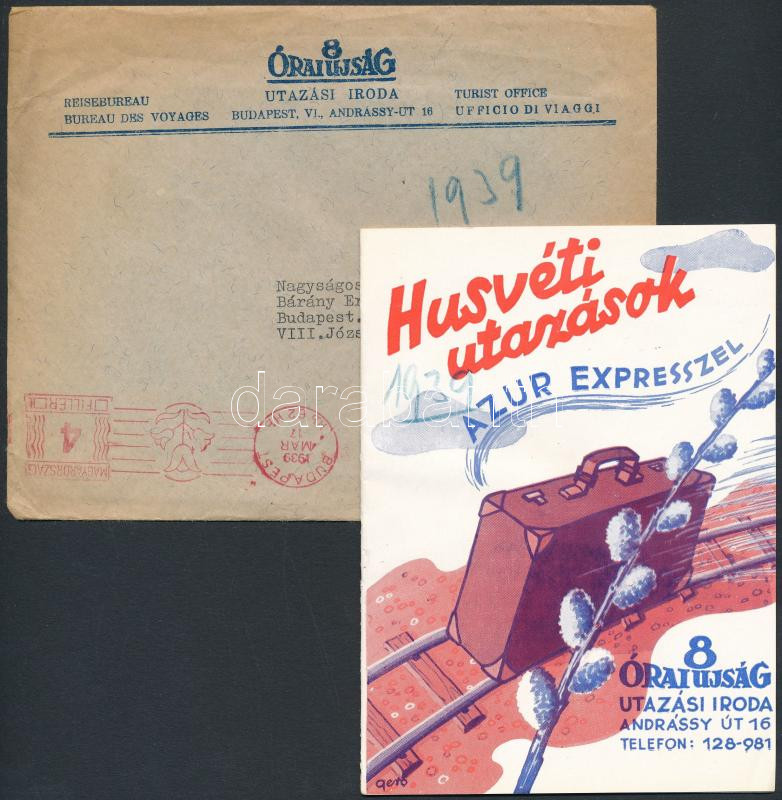 8
ÓRAI UJSÁG
UTAZÁSI IRODA
REISEBUREAU
TURIST OFFICE
BUREAU DES VOYAGES
BUDAPEST, VI., ANDRÁSSY-UT 16
UFFICIO DI VIAGGI
1939
Nagyságos
Bárány
Budapest.
VIII.
MAGYARORSZÁG
4
FILLÉR
BUDAPEST
1939
MAR
Husvéti
utazások
1939
AZUR EXPRESSZEL
8
ÓRAI UJSÁG
UTAZÁSI IRODA
ANDRÁSSY ÚT 16
TELEFON: 128-981
Gerő